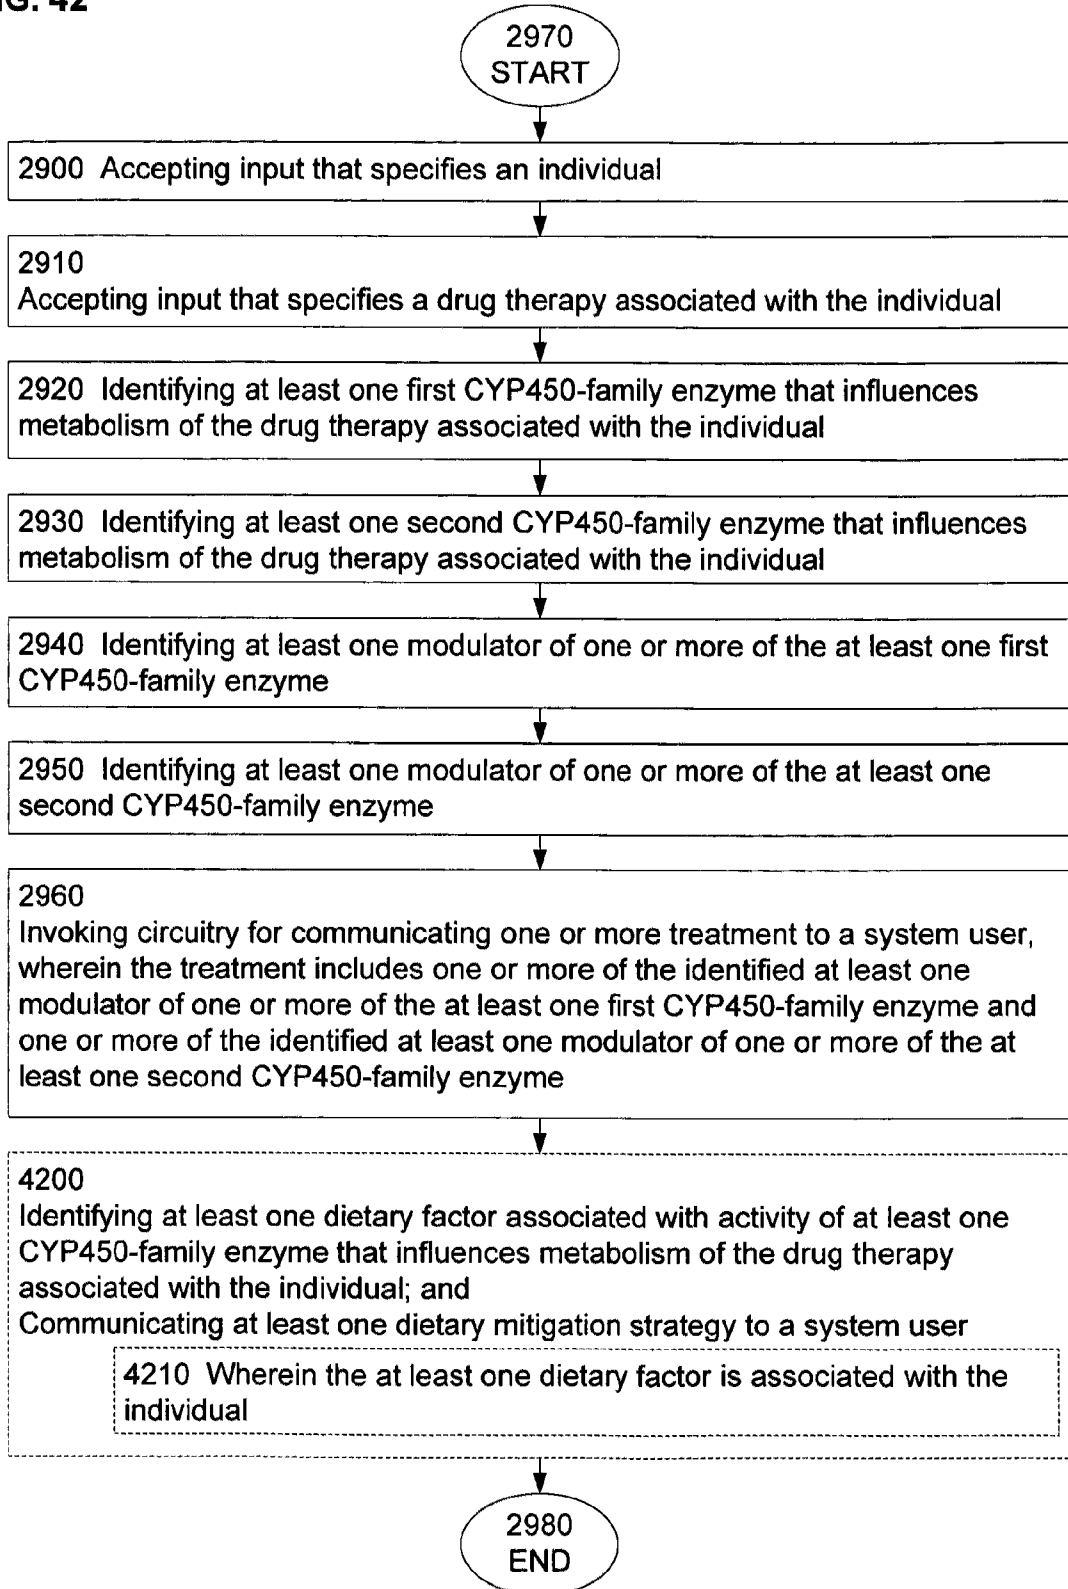 IG. 42
2970
START
2900 Accepting input that specifies an individual
2910
Accepting input that specifies a drug therapy associated with the individual
2920 Identifying at least one first CYP450-family enzyme that influences
metabolism of the drug therapy associated with the individual
2930 Identifying at least one second CYP450-family enzyme that influences
metabolism of the drug therapy associated with the individual
2940 Identifying at least one modulator of one or more of the at least one first
CYP450-family enzyme
2950 Identifying at least one modulator of one or more of the at least one
second CYP450-family enzyme
2960
Invoking circuitry for communicating one or more treatment to a system user,
wherein the treatment includes one or more of the identified at least one
modulator of one or more of the at least one first CYP450-family enzyme and
one or more of the identified at least one modulator of one or more of the at
least one second CYP450-family enzyme
4200
Identifying at least one dietary factor associated with activity of at least one
CYP450-family enzyme that influences metabolism of the drug therapy
associated with the individual; and
Communicating at least one dietary mitigation strategy to a system user
4210 Wherein the at least one dietary factor is associated with the
individual
2980
END